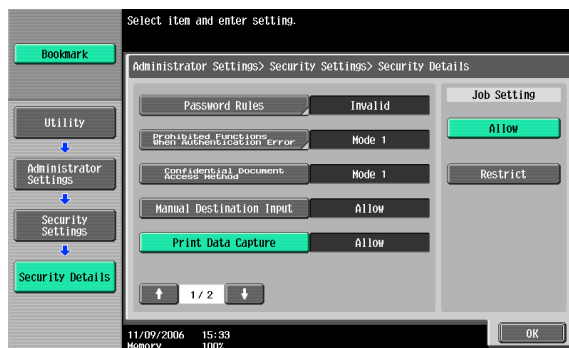 Select item and enter setting.
Bookmark
Administrator Settings> Security Settings> Security Details
Utility
Administrator
Settings
Security
Settings
Security Details
Password Rules
Invalid
Prohibited Functions
When Authentication Error
Mode 1
Confidential Document
Access Method
Mode 1
Manual Destination Input
Allow
Print Data Capture
Allow
1/ 2
Job Setting
Allow
Restrict
11/09/2006 15:33
Memory 100%
OK